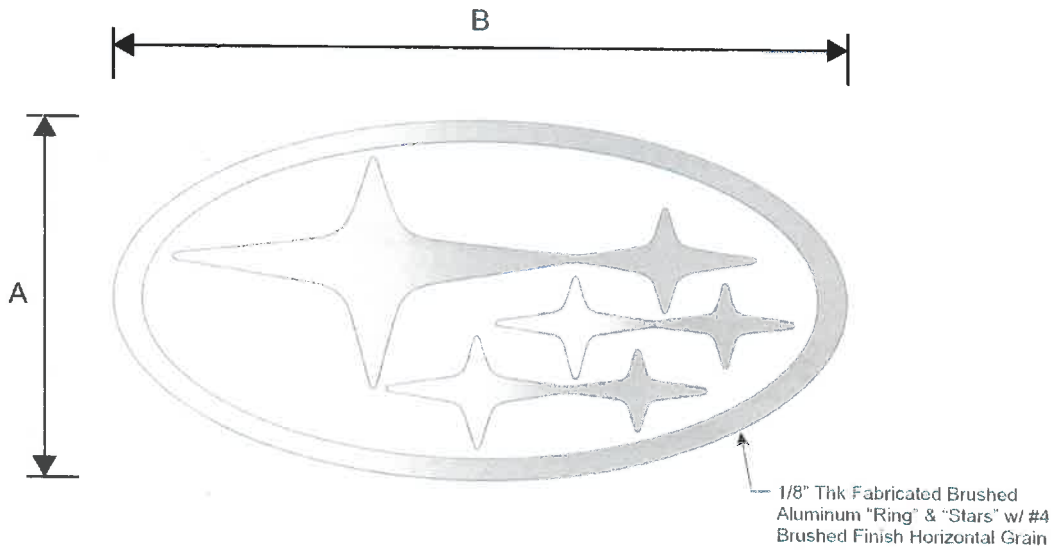 B
A
1/8" Thk Fabricated Brushed
Aluminum "Ring" & "Stars" w/ #4
Brushed Finish Horizontal Grain